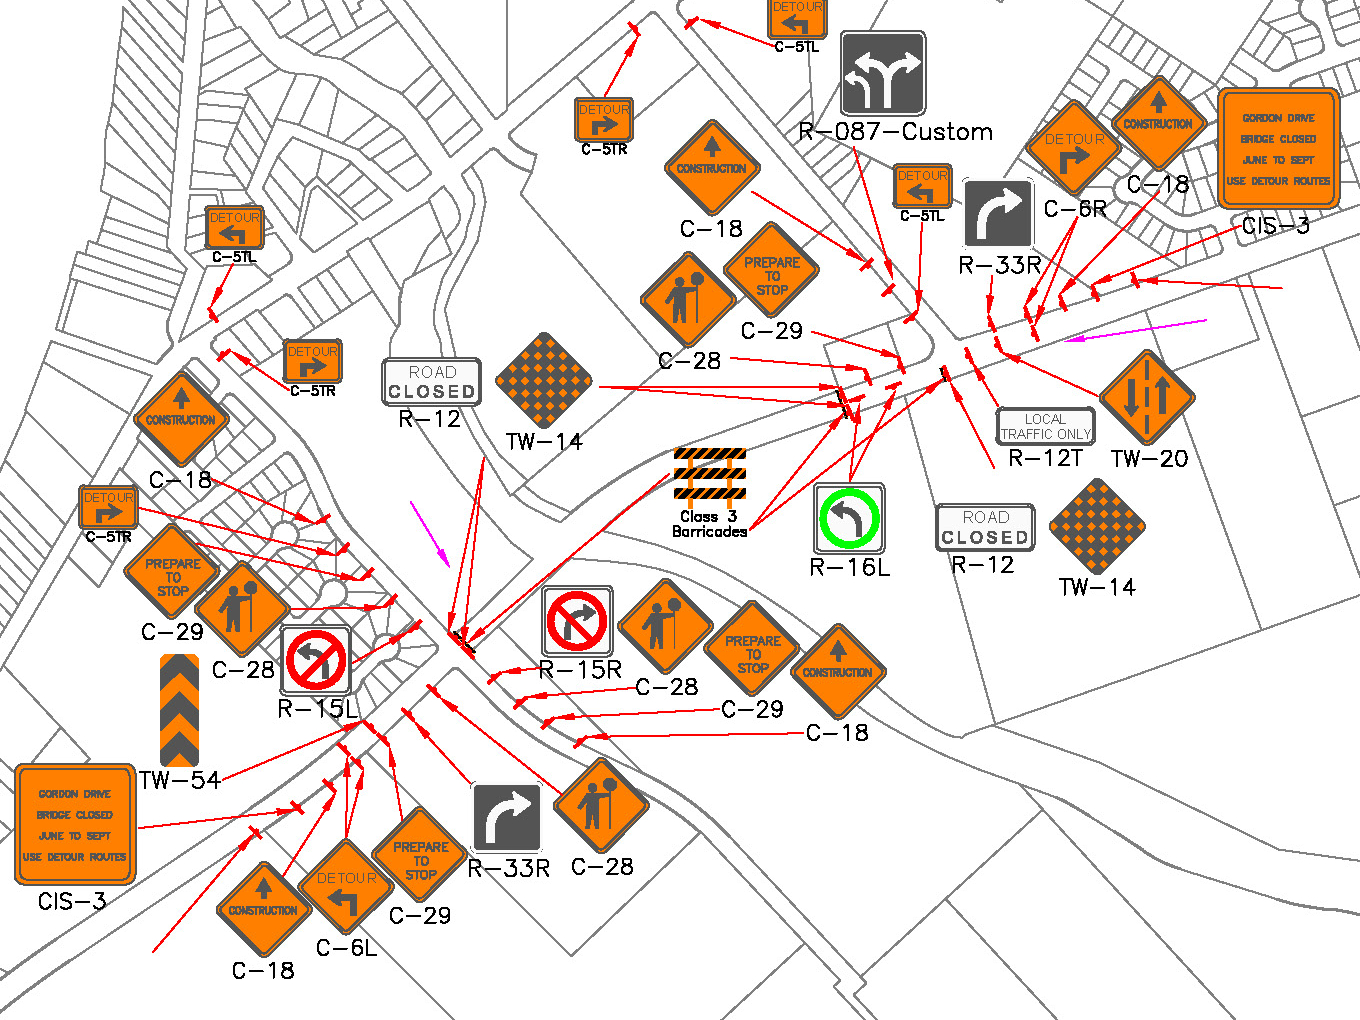 DETOUR
C-5TL
R-087-Custom
DETOUR
C-5TR
CONSTRUCTION
C-18
DETOUR
C-5TL
R-33R
DETOUR
C-6R
CONSTRUCTION
C-18
GORDON DRIVE
BRIDGE CLOSED
JUNE TO SEPT
USE DETOUR ROUTES
CIS-3
DETOUR
C-5TL
PREPARE
TO
STOP
C-29
C-28
DETOUR
C-5TR
ROAD
CLOSED
R-12
TW-14
CONSTRUCTION
C-18
LOCAL
TRAFFIC ONLY
R-12T
TW-20
DETOUR
C-5TR
Class 3
Barricades
R-16L
ROAD
CLOSED
R-12
TW-14
PREPARE
TO
STOP
C-29
C-28
R-15L
R-15R
C-28
PREPARE
TO
STOP
C-29
CONSTRUCTION
C-18
TW-54
GORDON DRIVE
BRIDGE CLOSED
JUNE TO SEPT
USE DETOUR ROUTES
CIS-3
CONSTRUCTION
C-18
DETOUR
C-6L
PREPARE
TO
STOP
C-29
R-33R
C-28